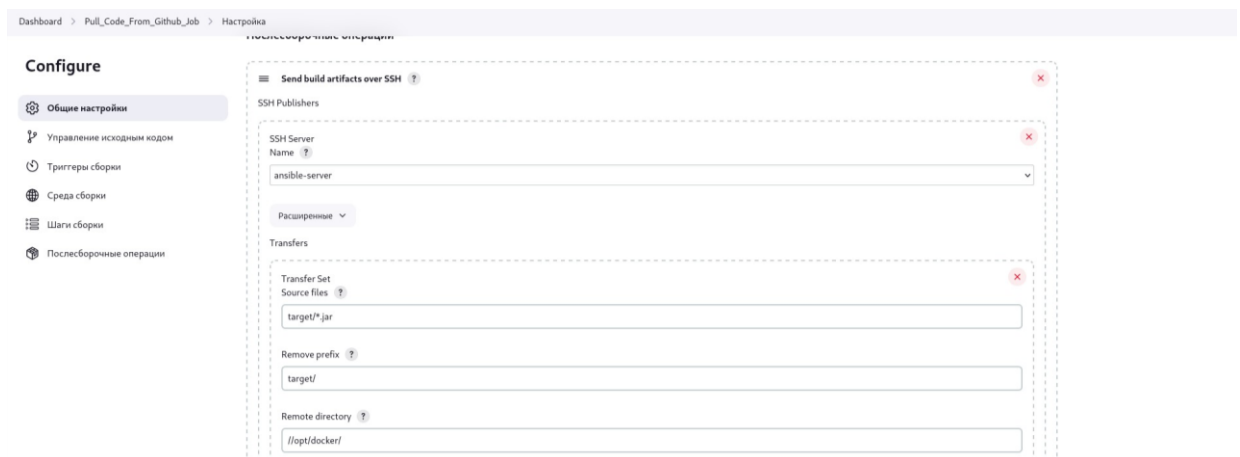 Dashboard > Pull_Code_From_Github_Job > Настройка
Послесборочные операции
Configure
Общие настройки
Управление исходным кодом
Триггеры сборки
Среда сборки
Шаги сборки
Послесборочные операции
Send build artifacts over SSH ?
SSH Publishers
SSH Server
Name ?
ansible-server
Расширенные
Transfers
Transfer Set
Source files ?
target/*.jar
Remove prefix ?
target/
Remote directory ?
//opt/docker/